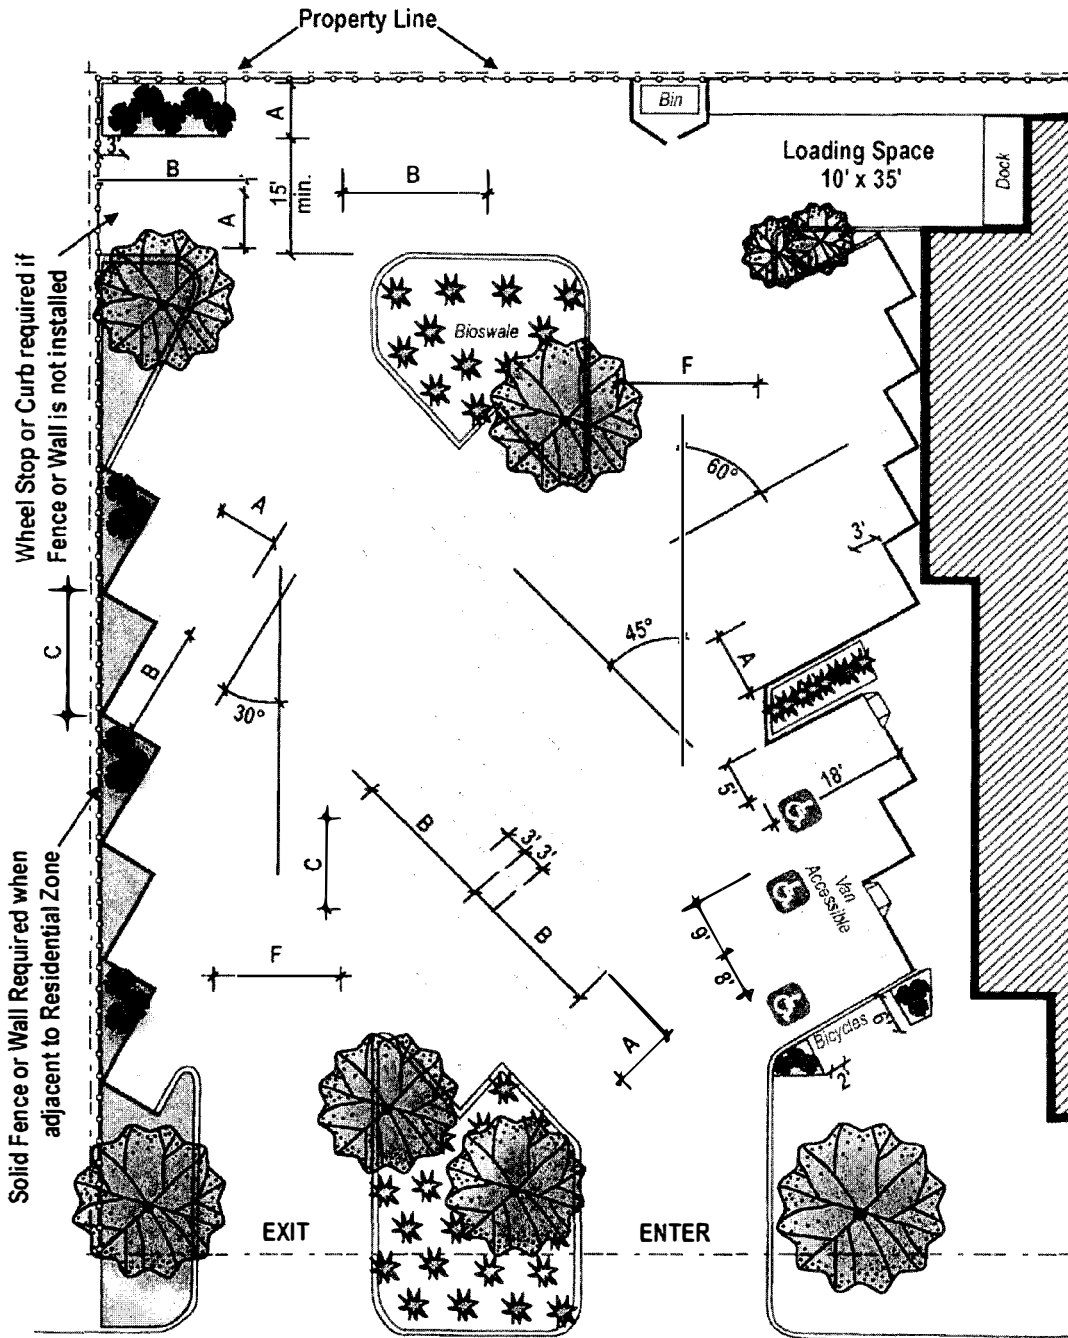 Property Line
Bin
Loading Space
10' x 35'
Dock
A
3'
B
15'
min.
A
B
Wheel Stop or Curb required if
Fence or Wall is not installed
Bioswale
F
60°
A
3'
45°
A
C
B
30°
18'
5'
B
3'
3'
C
Van
Accessible
Solid Fence or Wall Required when
adjacent to Residential Zone
9'
8'
B
F
A
Bicycles
6'
2'
EXIT
ENTER